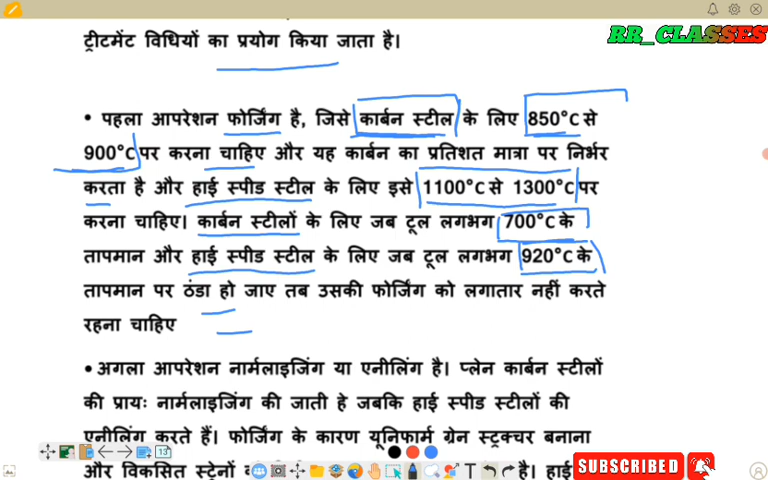 RR_CLASSES
ट्रीटमेंट विधियों का प्रयोग किया जाता है।
• पहला आपरेशन फोर्जिंग है, जिसे कार्बन स्टील के लिए 850°C से
900°C पर करना चाहिए और यह कार्बन का प्रतिशत मात्रा पर निर्भर
करता है और हाई स्पीड स्टील के लिए इसे 1100°C से 1300°C पर
करना चाहिए। कार्बन स्टीलों के लिए जब टूल लगभग 700°C के
तापमान और हाई स्पीड स्टील के लिए जब टूल लगभग 920°C के
तापमान पर ठंडा हो जाए तब उसकी फोर्जिंग को लगातार नहीं करते
रहना चाहिए
• अगला आपरेशन नार्मलाइजिंग या एनीलिंग है। प्लेन कार्बन स्टीलों
की प्रायः नार्मलाइजिंग की जाती हे जबकि हाई स्पीड स्टीलों की
एनीलिंग करते हैं। फोर्जिंग के कारण यूनिफार्म ग्रेन स्ट्रक्चर बनाना
और विकसित स्ट्रेनों है। हाई
13
SUBSCRIBED